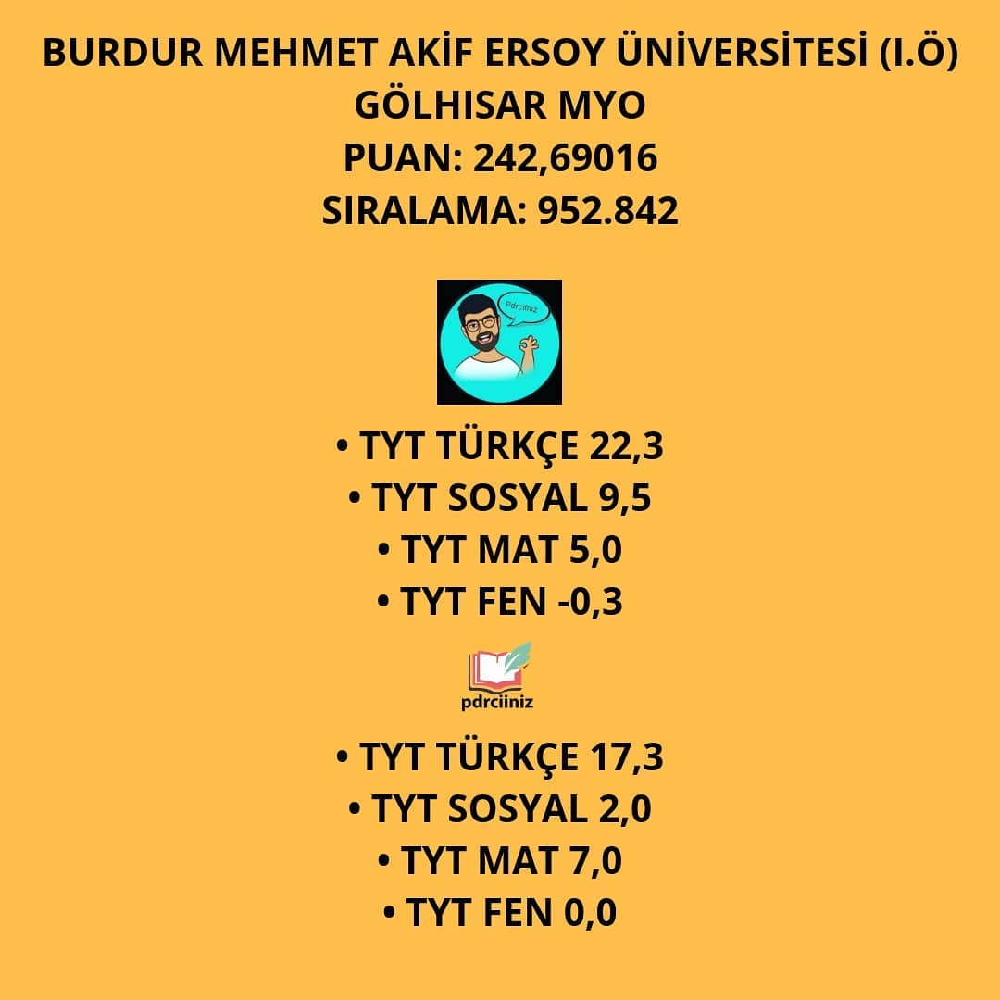 BURDUR MEHMET AKİF ERSOY ÜNİVERSİTESİ (I.Ö)
GÖLHISAR MYO
PUAN: 242,69016
SIRALAMA: 952.842
Pdrciiniz
• TYT TÜRKÇE 22,3
• TYT SOSYAL 9,5
• TYT MAT 5,0
• TYT FEN -0,3
pdrciiniz
• TYT TÜRKÇE 17,3
• TYT SOSYAL 2,0
• TYT MAT 7,0
• TYT FEN 0,0